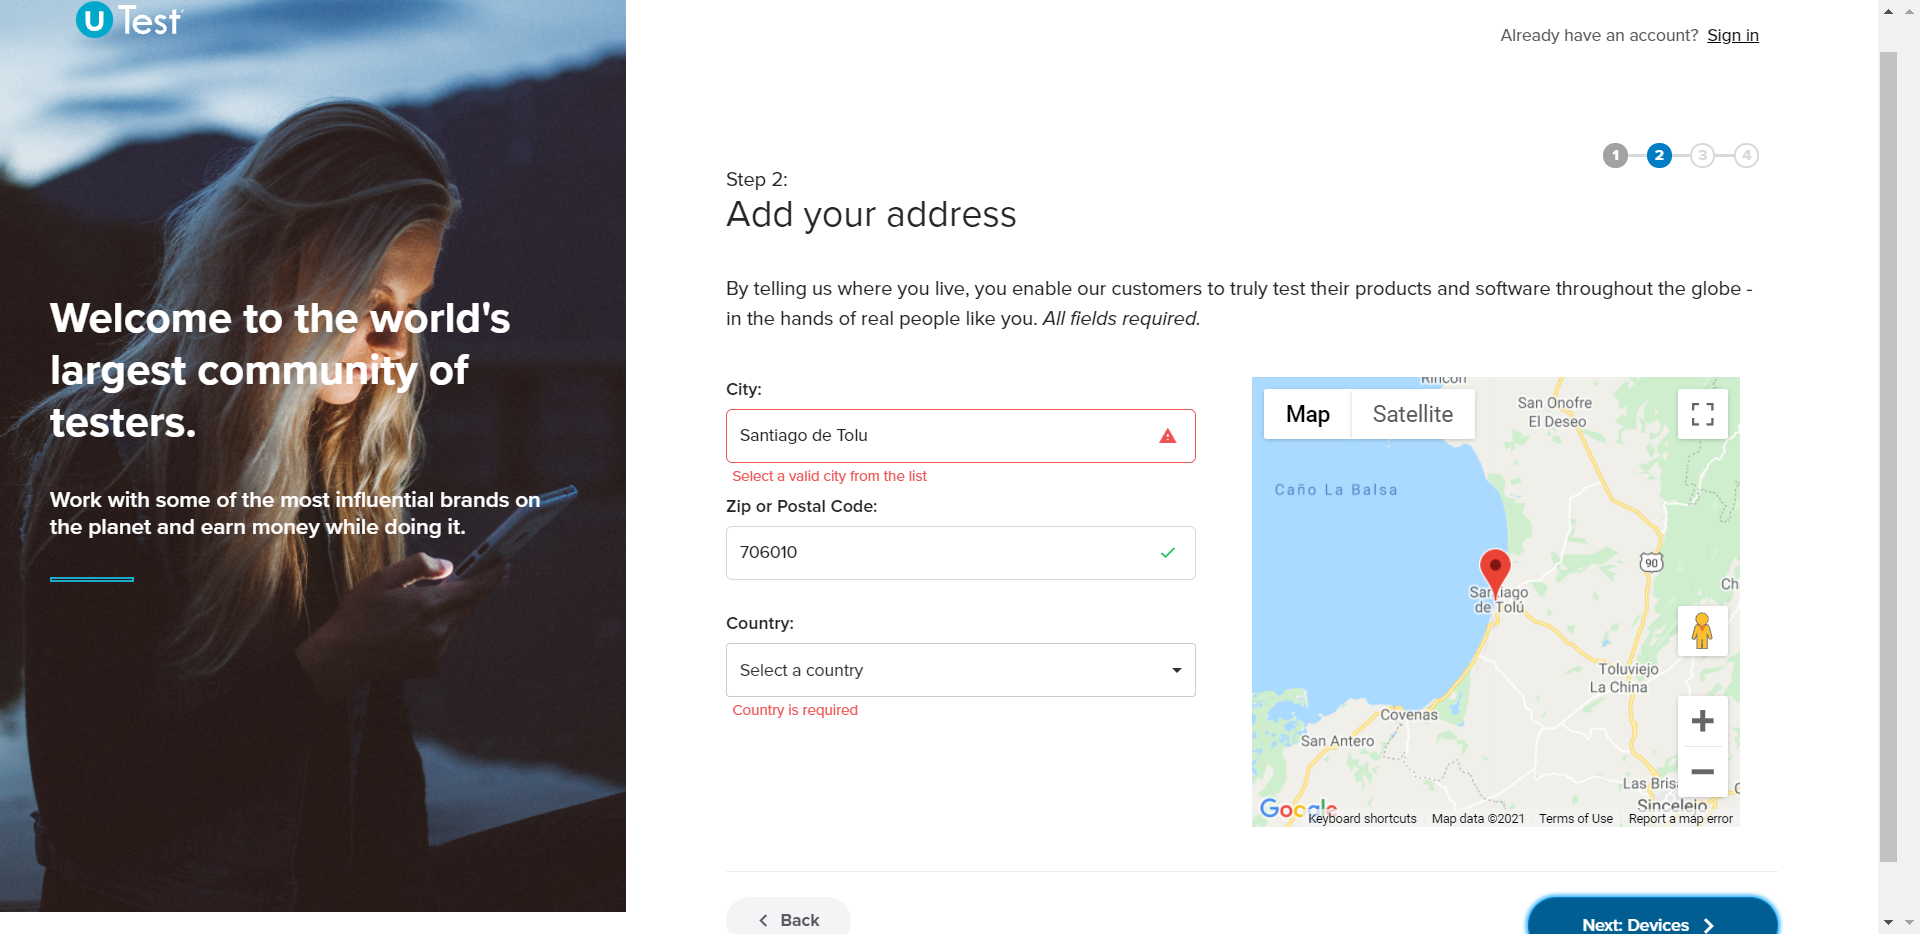 U Test
Already have an account? Sign in
1 2 3 4
Step 2:
Add your address
Welcome to the world's
largest community of
testers.
Work with some of the most influential brands on
the planet and earn money while doing it.
By telling us where you live, you enable our customers to truly test their products and software throughout the globe -
in the hands of real people like you. All fields required.
City:
Santiago de Tolu
Select a valid city from the list
Zip or Postal Code:
706010
Country:
Select a country
Country is required
Rincón
Map
Satellite
San Onofre
El Deseo
Caño La Balsa
90
Santiago
de Tolú
Ch
Toluviejo
La China
Covenas
San Antero
Las Bris
Sincelejo
Google
Keyboard shortcuts
Map data ©2021
Terms of Use
Report a map error
Back
Next: Devices